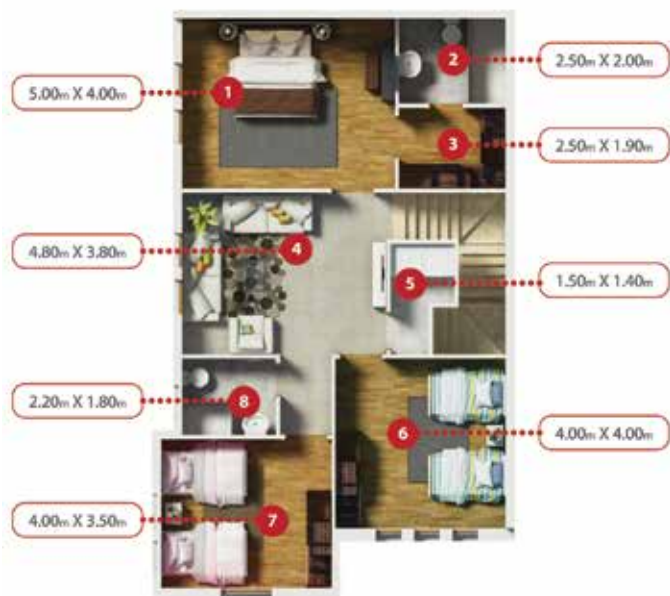 1
5.00m X 4.00m
2
2.50m X 2.00m
3
2.50m X 1.90m
4
4.80m X 3.80m
5
1.50m X 1.40m
8
2.20m X 1.80m
6
4.00m X 4.00m
7
4.00m X 3.50m